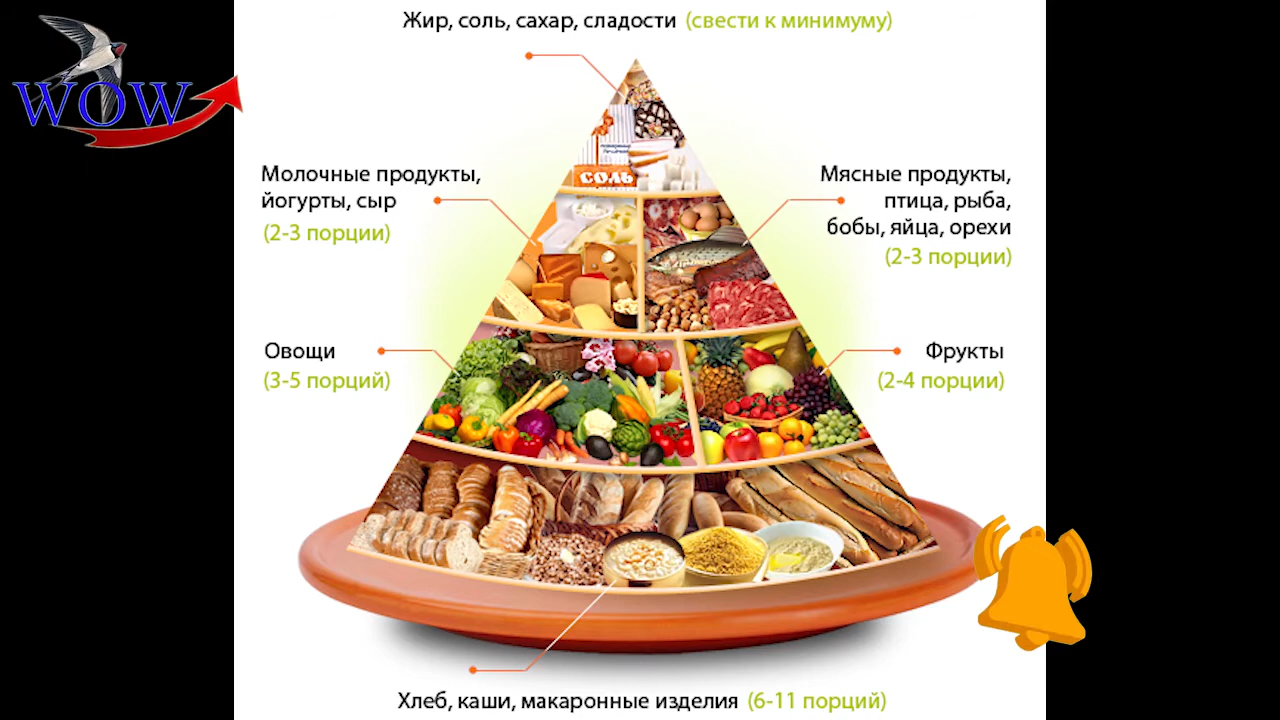 Жир, соль, сахар, сладости (свести к минимуму)
WOW
Молочные продукты,
йогурты, сыр
(2-3 порции)
Мясные продукты,
птица, рыба,
бобы, яйца, орехи
(2-3 порции)
СОЛЬ
Овощи
(3-5 порций)
Фрукты
(2-4 порции)
Хлеб, каши, макаронные изделия (6-11 порций)